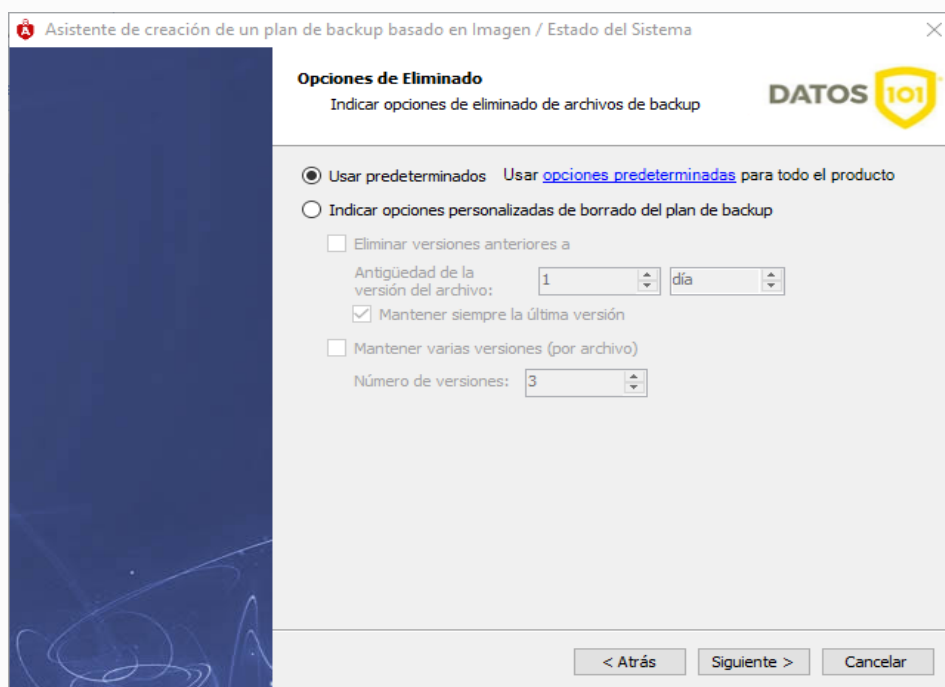 Asistente de creación de un plan de backup basado en Imagen / Estado del Sistema
Opciones de Eliminado
Indicar opciones de eliminado de archivos de backup
DATOS 101
Usar predeterminados Usar opciones predeterminadas para todo el producto
Indicar opciones personalizadas de borrado del plan de backup
Eliminar versiones anteriores a
Antigüedad de la
versión del archivo:
1 día
Mantener siempre la última versión
Mantener varias versiones (por archivo)
Número de versiones: 3
< Atrás Siguiente > Cancelar